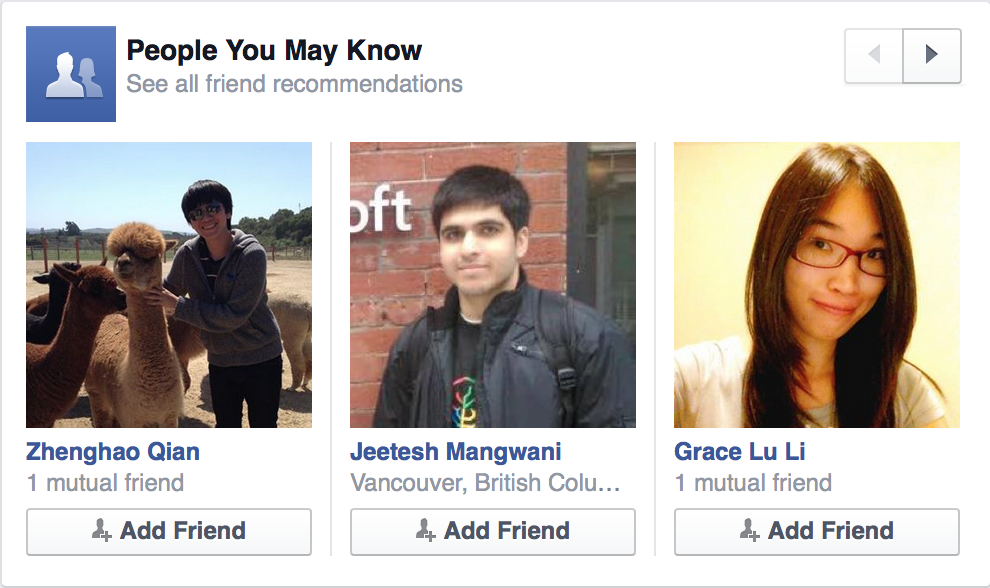 People You May Know
See all friend recommendations
oft
Zhenghao Qian
1 mutual friend
Add Friend
Jeetesh Mangwani
Vancouver, British Colu...
Add Friend
Grace Lu Li
1 mutual friend
Add Friend